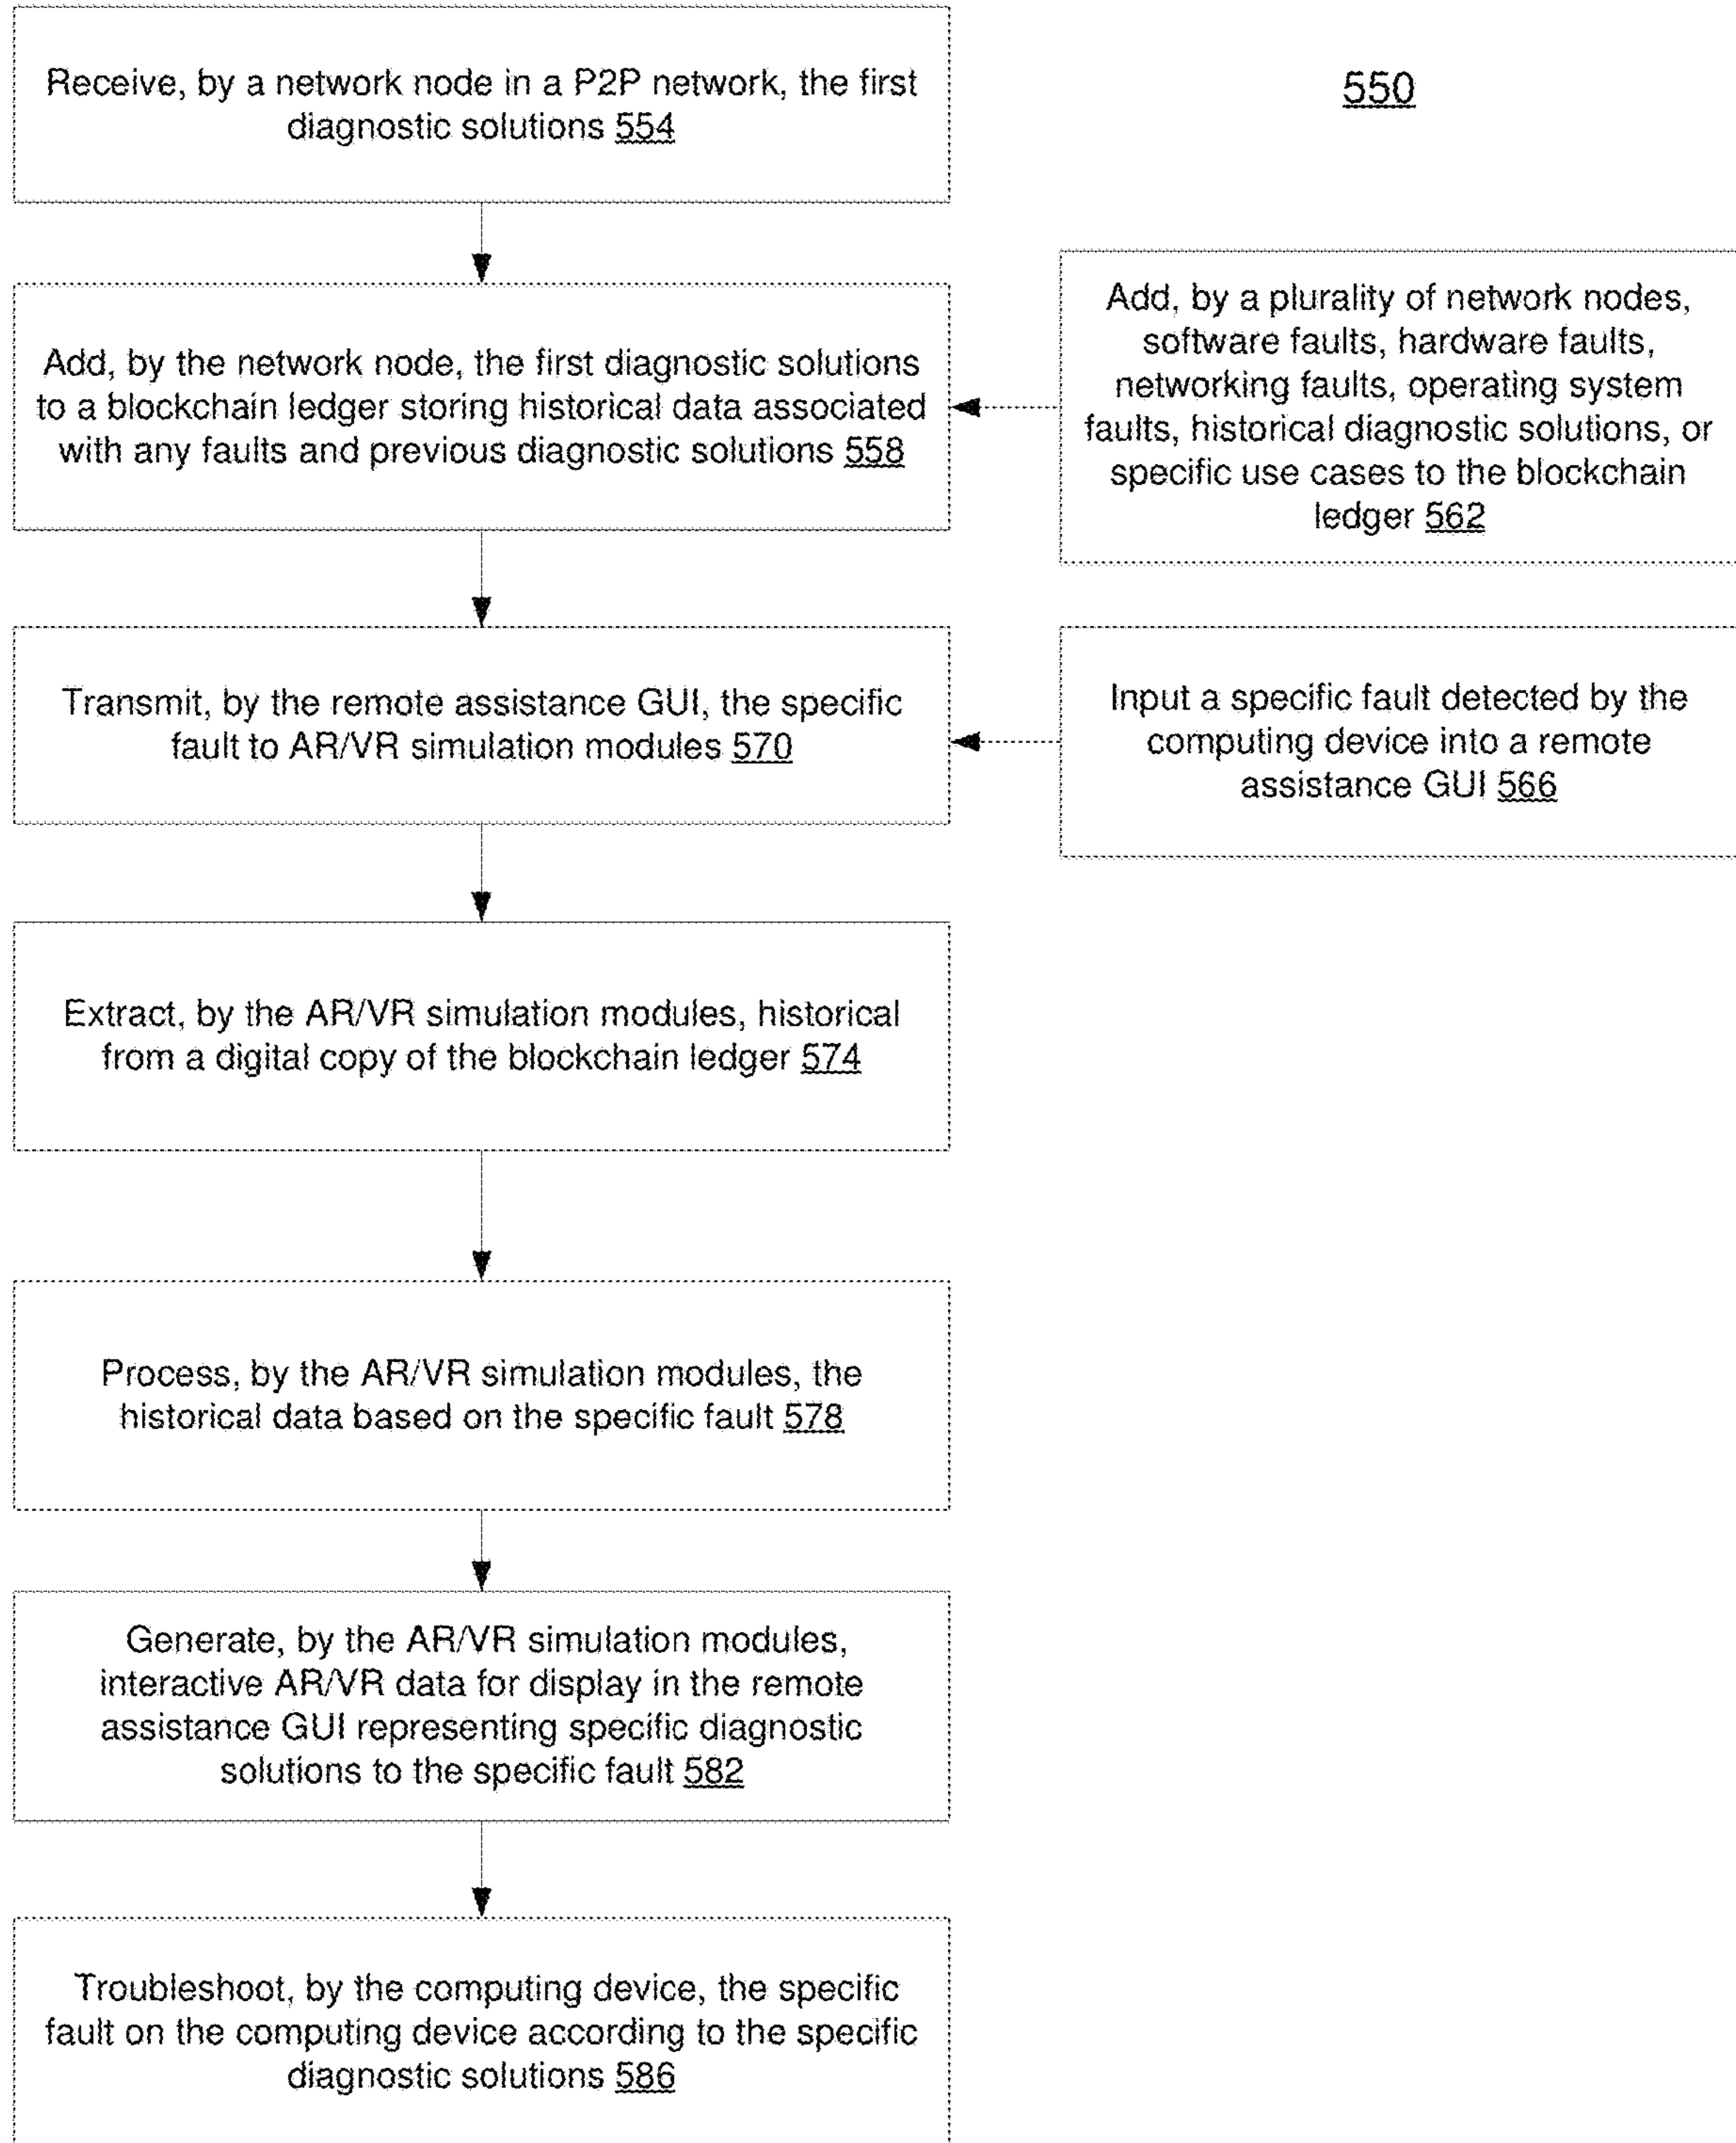 Receive, by a network node in a P2P network, the first
diagnostic solutions 554
550
Add, by the network node, the first diagnostic solutions
to a blockchain ledger storing historical data associated
with any faults and previous diagnostic solutions 558
Add, by a plurality of network nodes,
software faults, hardware faults,
networking faults, operating system
faults, historical diagnostic solutions, or
specific use cases to the blockchain
ledger 562
Transmit, by the remote assistance GUI, the specific
fault to AR/VR simulation modules 570
Input a specific fault detected by the
computing device into a remote
assistance GUI 566
Extract, by the AR/VR simulation modules, historical
from a digital copy of the blockchain ledger 574
Process, by the AR/VR simulation modules, the
historical data based on the specific fault 578
Generate, by the AR/VR simulation modules,
interactive AR/VR data for display in the remote
assistance GUI representing specific diagnostic
solutions to the specific fault 582
Troubleshoot, by the computing device, the specific
fault on the computing device according to the specific
diagnostic solutions 586